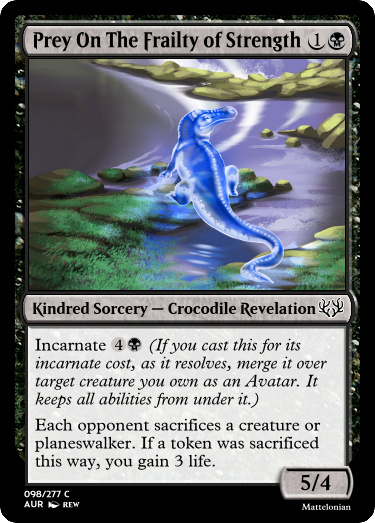 Prey On The Frailty of Strength 1
Kindred Sorcery — Crocodile Revelation
Incarnate 4 (If you cast this for its
incarnate cost, as it resolves, merge it over
target creature you own as an Avatar. It
keeps all abilities from under it.)
Each opponent sacrifices a creature or
planeswalker. If a token was sacrificed
this way, you gain 3 life.
5/4
098/277 C
AUR REW
Mattelonian